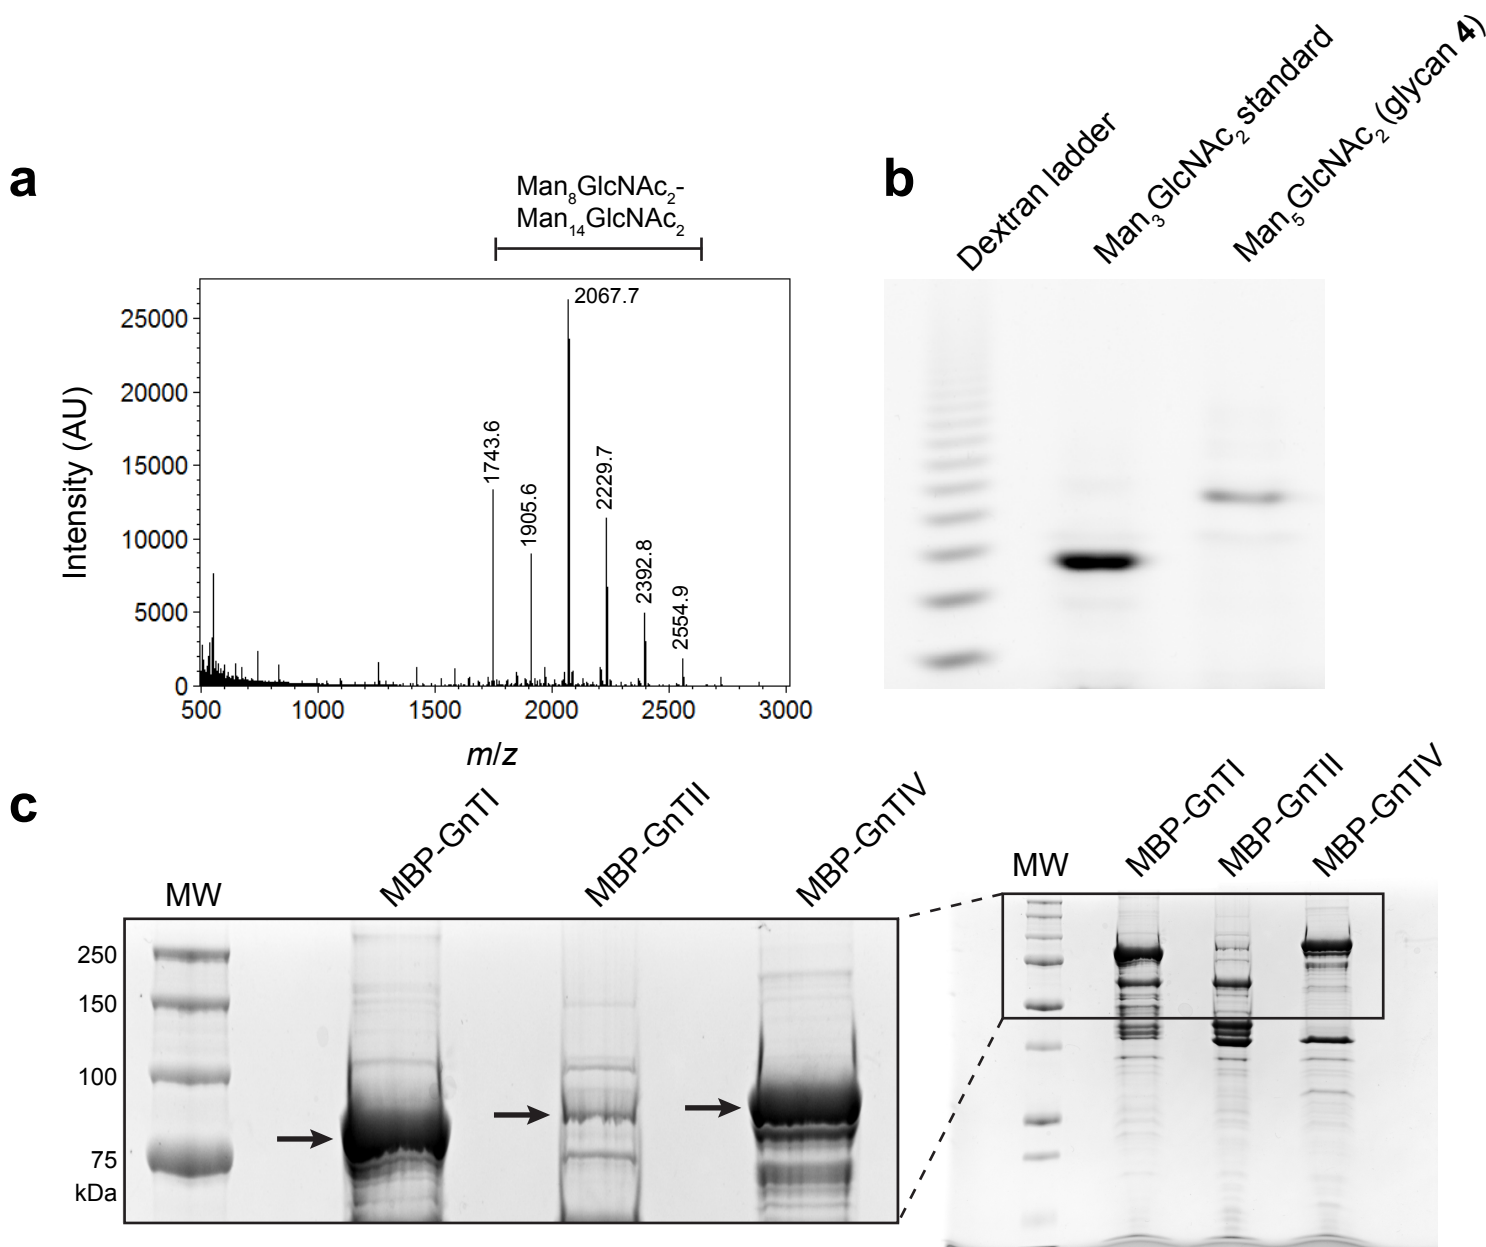 a
Man8GlcNAc2-
Man14GlcNAc2
Intensity (AU)
25000
20000
15000
10000
5000
0
1743.6
1905.6
2067.7
2229.7
2392.8
2554.9
500
1000
1500
2000
2500
3000
m/z
b
Dextran ladder
Man3GlcNAc2 standard
Man5GlcNAc2 (glycan 4)
c
MW
MBP-GnTI
MBP-GnTII
MBP-GnTIV
250
150
100
75
kDa
MW
MBP-GnTI
MBP-GnTII
MBP-GnTIV